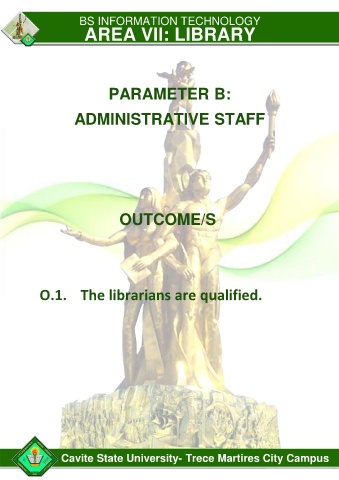 BS INFORMATION TECHNOLOGY
AREA VII: LIBRARY
PARAMETER B:
ADMINISTRATIVE STAFF
OUTCOME/S
O.1. The librarians are qualified.
Cavite State University- Trece Martires City Campus